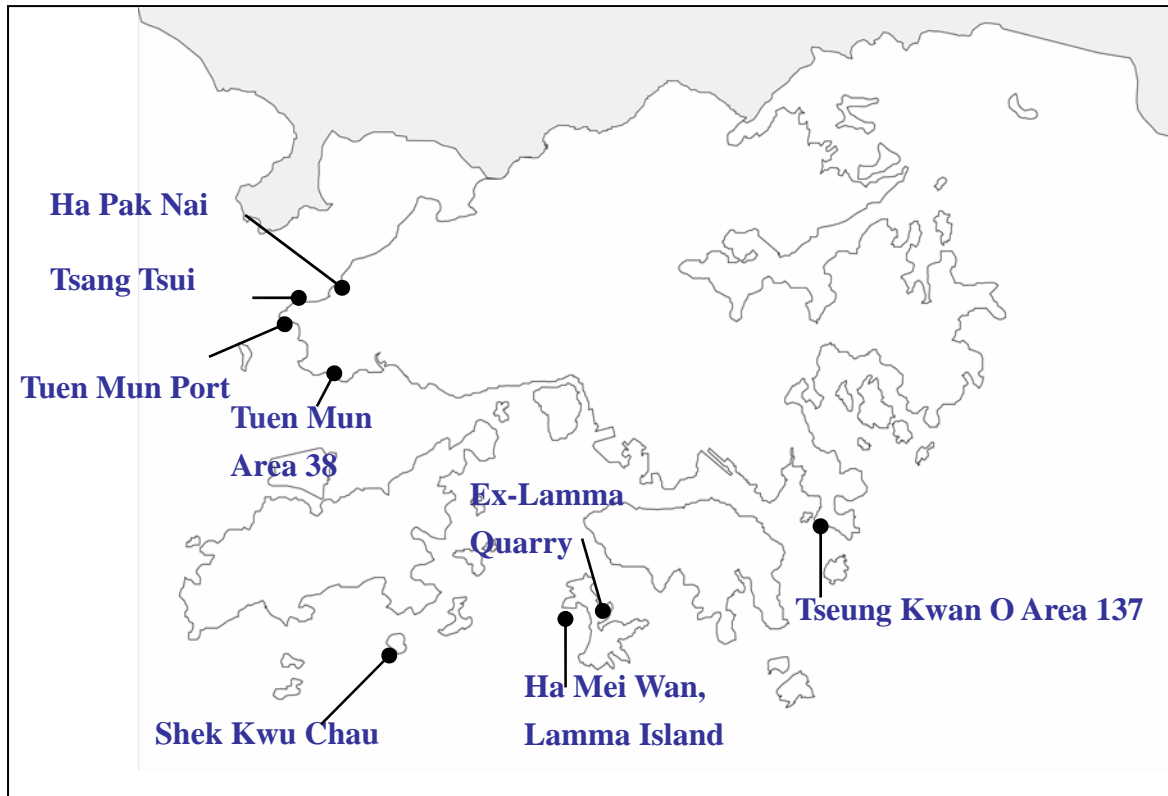 Ha Pak Nai
Tsang Tsui
Tuen Mun Port
Tuen Mun
Area 38
Ex-Lamma
Quarry
Tseung Kwan O Area 137
Ha Mei Wan,
Lamma Island
Shek Kwu Chau